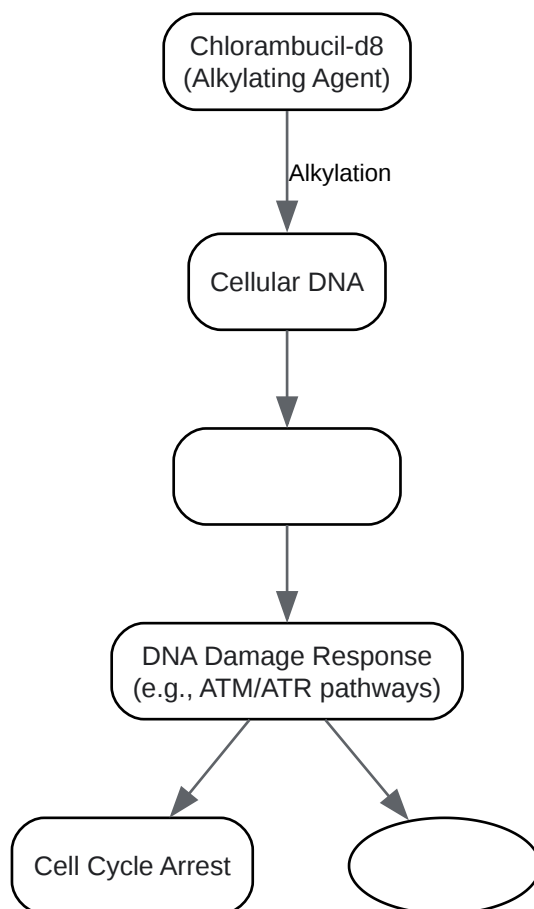 Chlorambucil-d8
(Alkylating Agent)
Alkylation
Cellular DNA
DNA Damage Response
(e.g., ATM/ATR pathways)
Cell Cycle Arrest